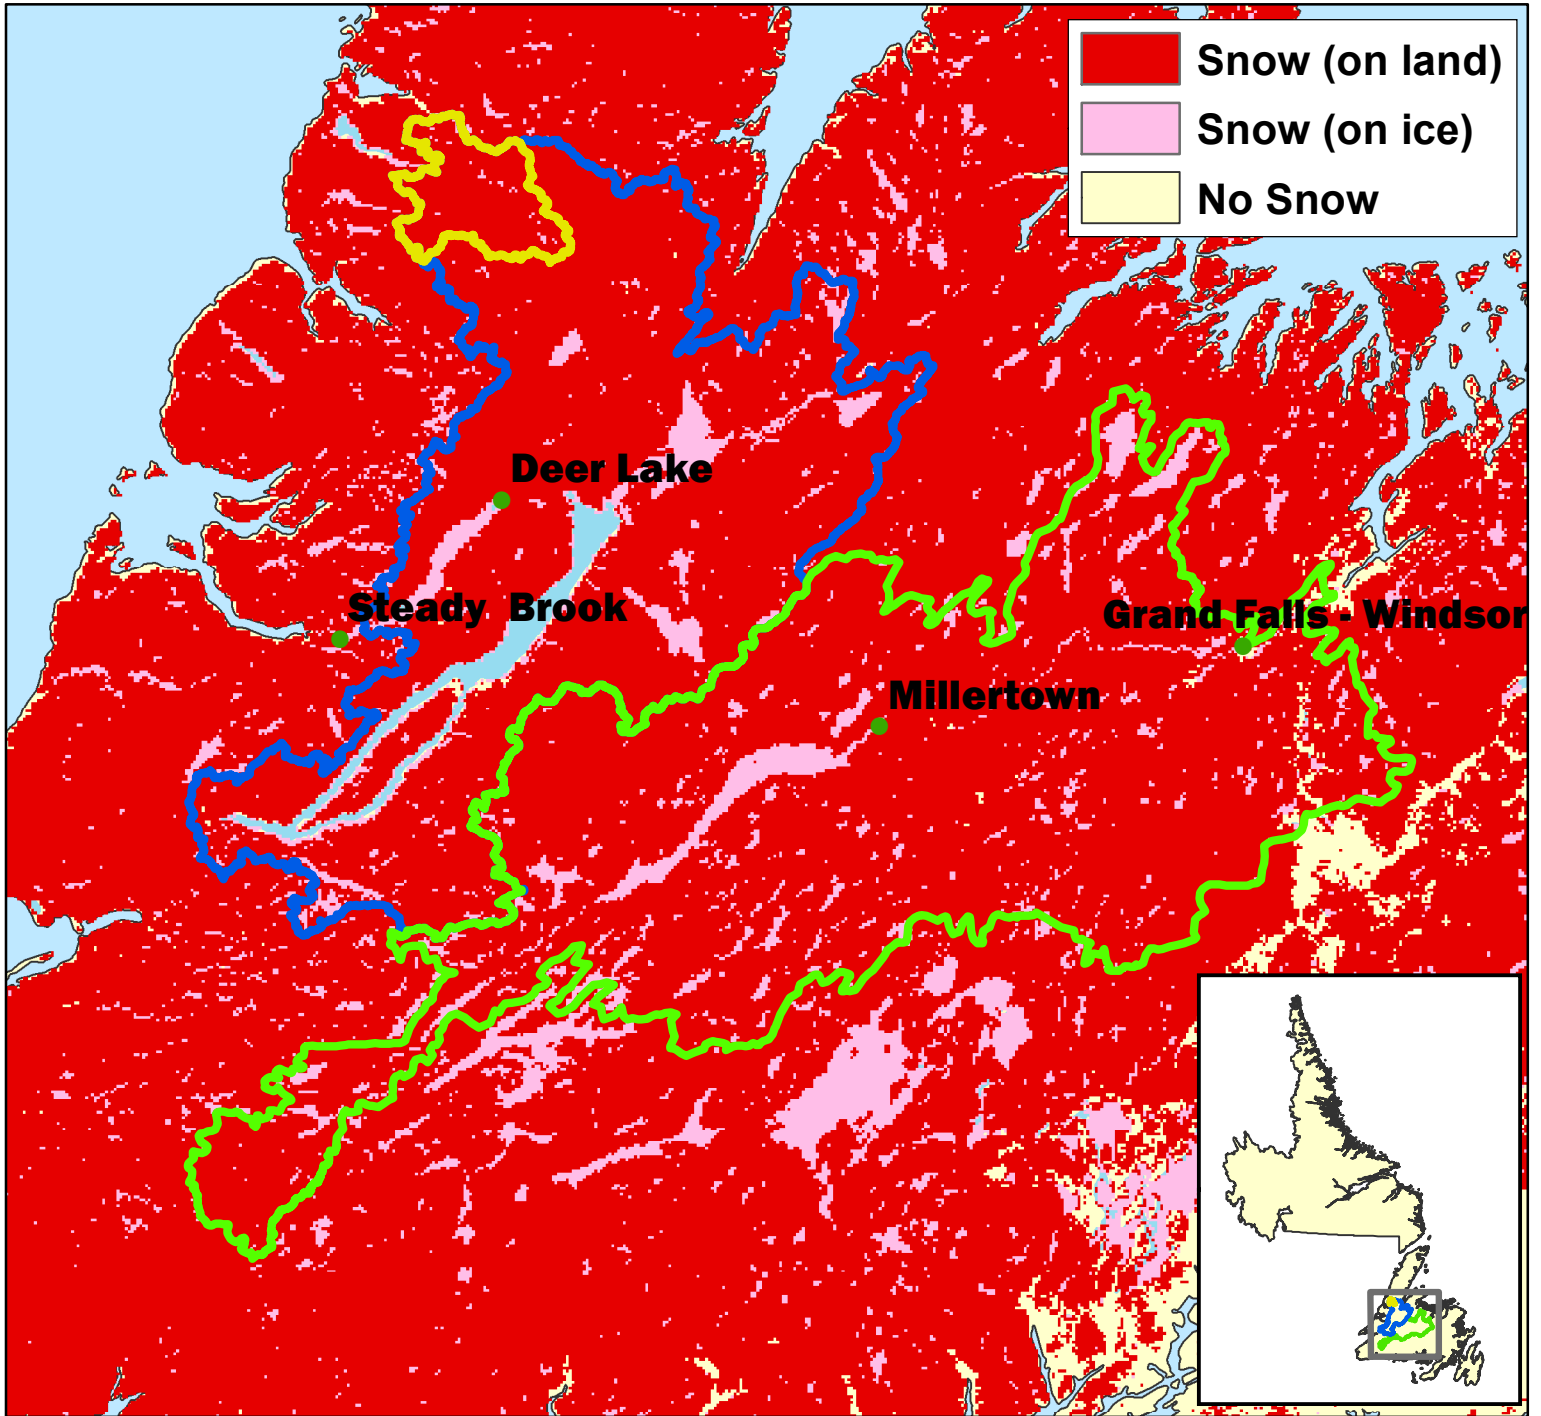 Snow (on land)
Snow (on ice)
No Snow
Deer Lake
Steady Brook
Grand Falls - Windsor
Millertown